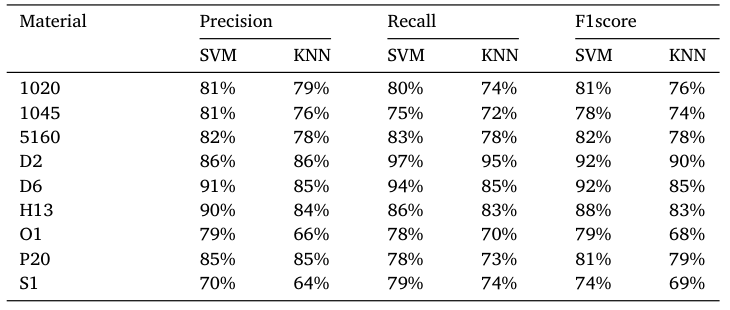 Material Precision Recall F1score
SVM KNN SVM KNN SVM KNN
1020 81% 79% 80% 74% 81% 76%
1045 81% 76% 75% 72% 78% 74%
5160 82% 78% 83% 78% 82% 78%
D2 86% 86% 97% 95% 92% 90%
D6 91% 85% 94% 85% 92% 85%
H13 90% 84% 86% 83% 88% 83%
O1 79% 66% 78% 70% 79% 68%
P20 85% 85% 78% 73% 81% 79%
S1 70% 64% 79% 74% 74% 69%